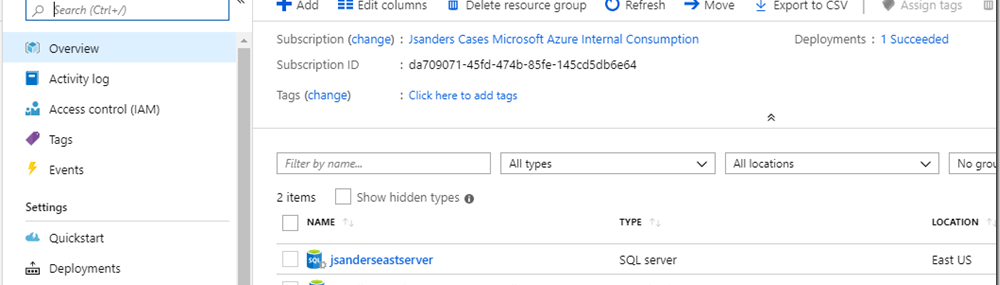 Search (Ctrl+/)
Add Edit columns Delete resource group Refresh Move Export to CSV Assign tags
Overview
Subscription (change) : Jsanders Cases Microsoft Azure Internal Consumption Deployments : 1 Succeeded
Activity log
Subscription ID : da709071-45fd-474b-85fe-145cd5db6e64
Access control (IAM)
Tags (change) : Click here to add tags
Tags
Events
Filter by name... All types All locations No grou
Settings
2 items Show hidden types
NAME TYPE LOCATION
Quickstart
jsanderseastserver SQL server East US
Deployments